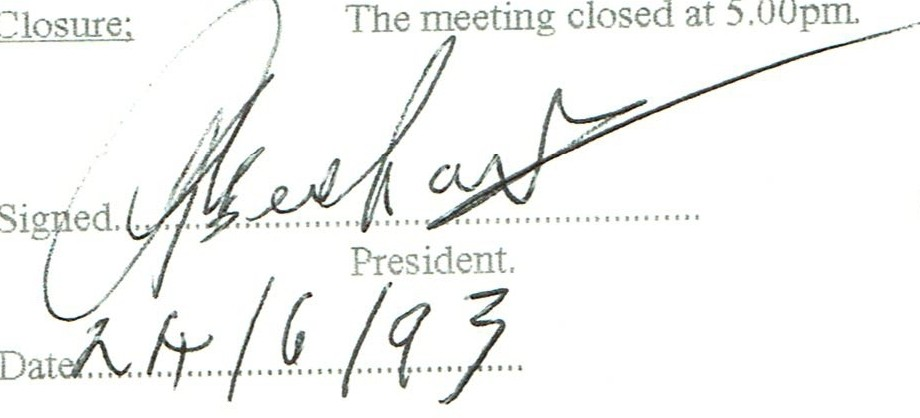 Closure; The meeting closed at 5.00pm.
Signed
President.
Date 24/6/93